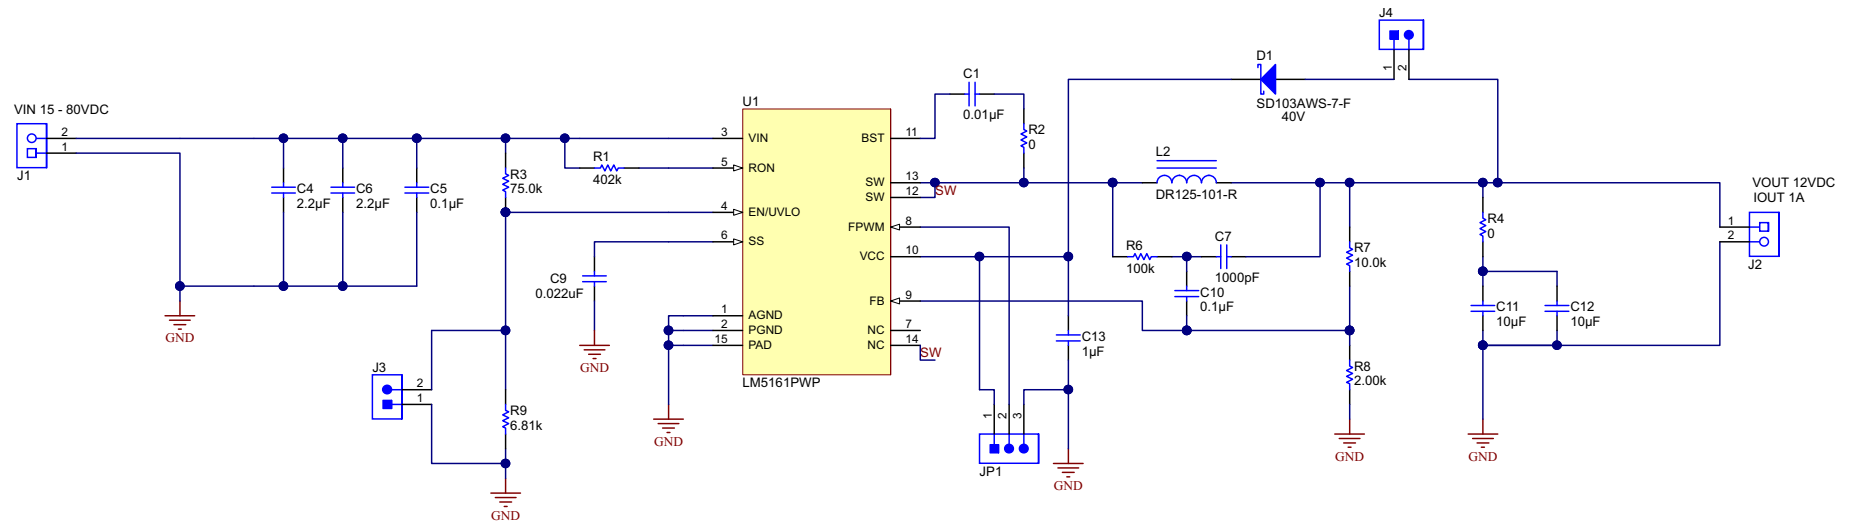 VIN 15 - 80VDC
2
1
J1
GND
C4
2.2µF
C6
2.2µF
C5
0.1µF
R3
75.0k
R1
402k
C9
0.022uF
GND
J3
2
1
R9
6.81k
GND
GND
U1
3 VIN
5 RON
4 EN/UVLO
6 SS
1 AGND
2 PGND
15 PAD
BST 11
SW 13
SW 12
FPWM 8
VCC 10
FB 9
NC 7
NC 14
LM5161PWP
SW
SW
C1
0.01µF
R2
0
L2
DR125-101-R
R6
100k
C7
1000pF
C10
0.1µF
C13
1µF
1
2
3
JP1
GND
D1
SD103AWS-7-F
40V
J4
1
2
R7
10.0k
R8
2.00k
GND
R4
0
C11
10µF
C12
10µF
GND
VOUT 12VDC
IOUT 1A
1
2
J2